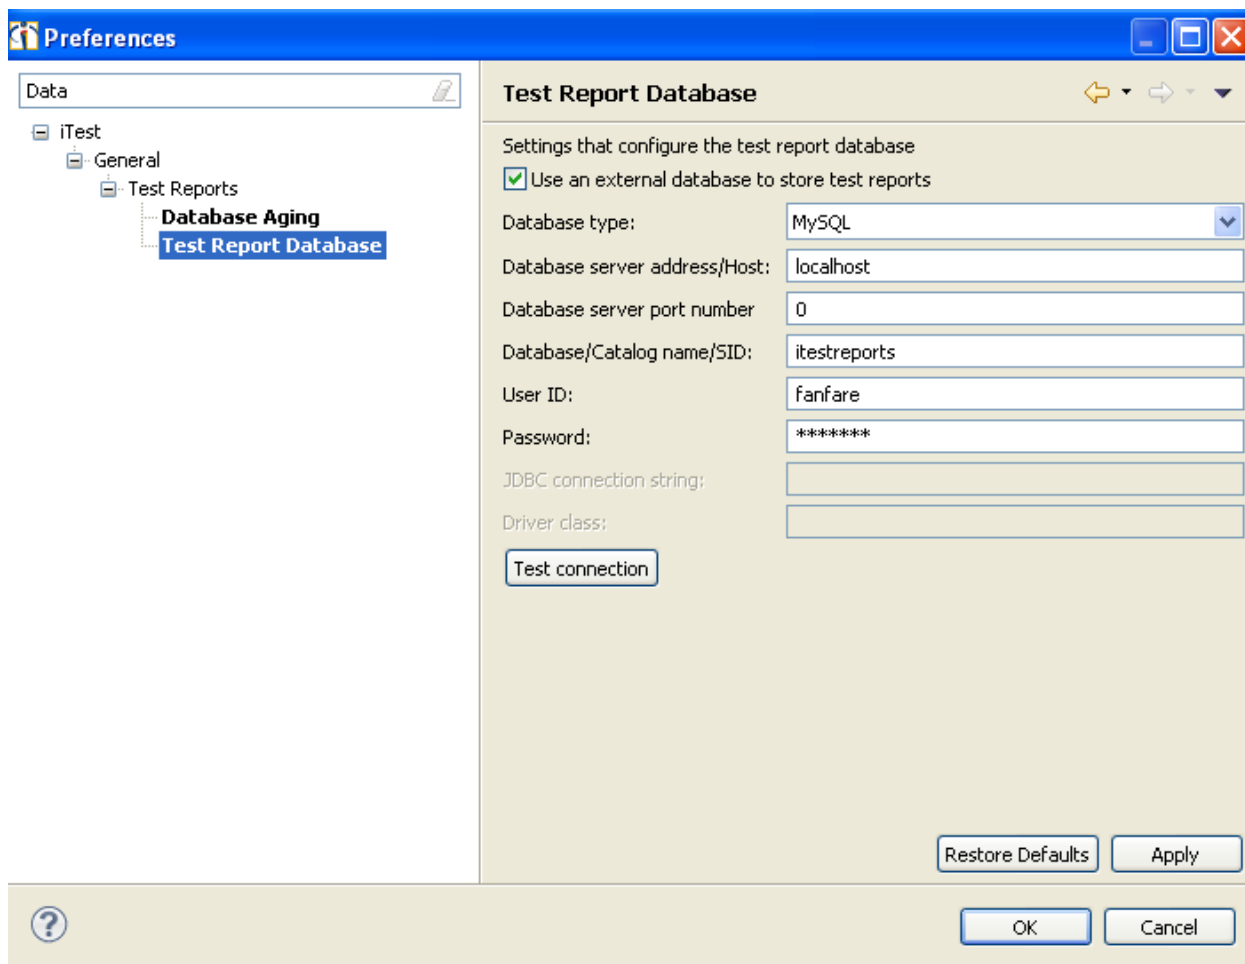 Preferences
Data
iTest
General
Test Reports
Database Aging
Test Report Database
Test Report Database
Settings that configure the test report database
Use an external database to store test reports
Database type: MySQL
Database server address/Host: localhost
Database server port number 0
Database/Catalog name/SID: itestreports
User ID: fanfare
Password: *******
JDBC connection string:
Driver class:
Test connection
Restore Defaults Apply
? OK Cancel